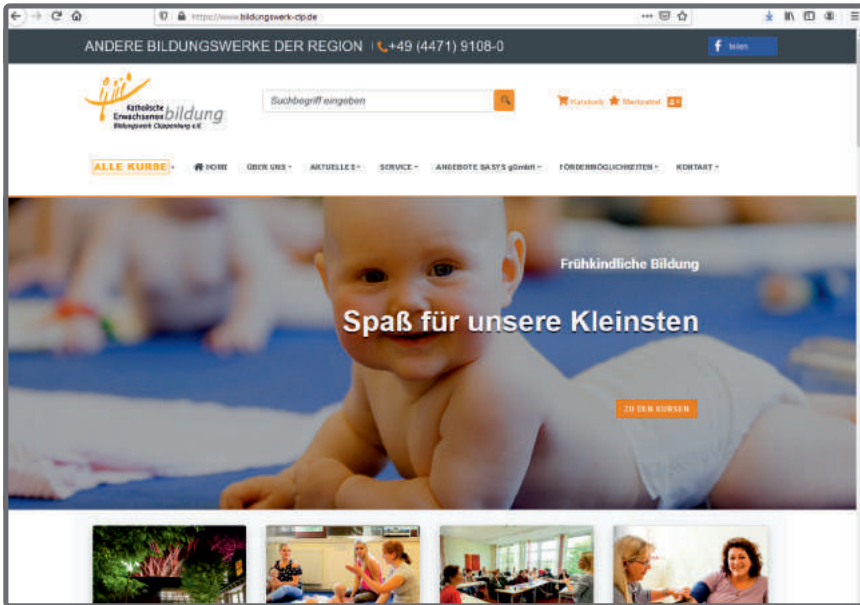 https://www.bildungswerk-clp.de
ANDERE BILDUNGSWERKE DER REGION
+49 (4471) 9108-0
teilen
Katholische
Erwachsenenbildung
Bildungswerk Cloppenburg e.V.
Suchbegriff eingeben
Merkzettel
ALLE KURSE
HOME
ÜBER UNS
AKTUELLES
SERVICE
ANGEBOTE BASYS gGmbH
FÖRDERMÖGLICHKEITEN
KONTAKT
Frühkindliche Bildung
Spaß für unsere Kleinsten
ZU DEN KURSEN